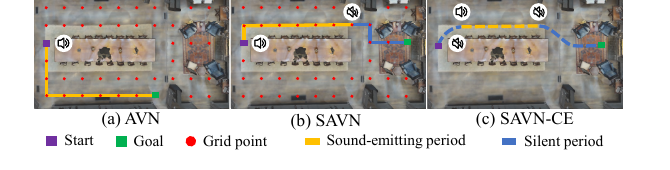 (a) AVN
(b) SAVN
(c) SAVN-CE
Start Goal Grid point Sound-emitting period Silent period